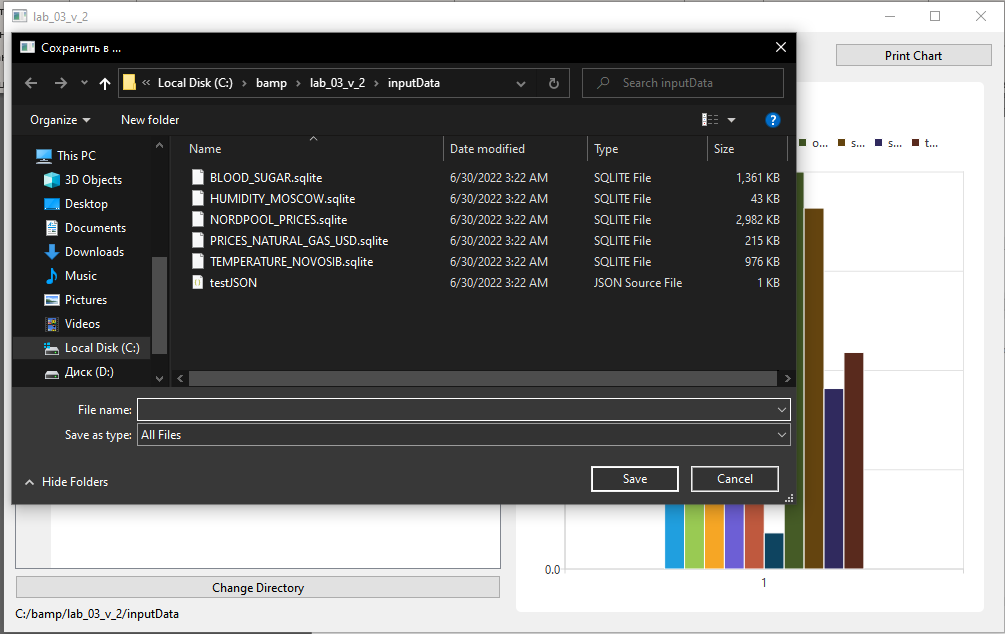 lab_03_v_2
Сохранить в ...
Print Chart
« Local Disk (C:) › bamp › lab_03_v_2 › inputData
Search inputData
Organize
New folder
Name Date modified Type Size
This PC
3D Objects
Desktop
Documents
Downloads
Music
Pictures
Videos
Local Disk (C:)
Диск (D:)
BLOOD_SUGAR.sqlite 6/30/2022 3:22 AM SQLITE File 1,361 KB
HUMIDITY_MOSCOW.sqlite 6/30/2022 3:22 AM SQLITE File 43 KB
NORDPOOL_PRICES.sqlite 6/30/2022 3:22 AM SQLITE File 2,982 KB
PRICES_NATURAL_GAS_USD.sqlite 6/30/2022 3:22 AM SQLITE File 215 KB
TEMPERATURE_NOVOSIB.sqlite 6/30/2022 3:22 AM SQLITE File 976 KB
testJSON 6/30/2022 3:22 AM JSON Source File 1 KB
o... s... s... t...
File name:
Save as type: All Files
Hide Folders
Save
Cancel
0.0
1
Change Directory
C:/bamp/lab_03_v_2/inputData